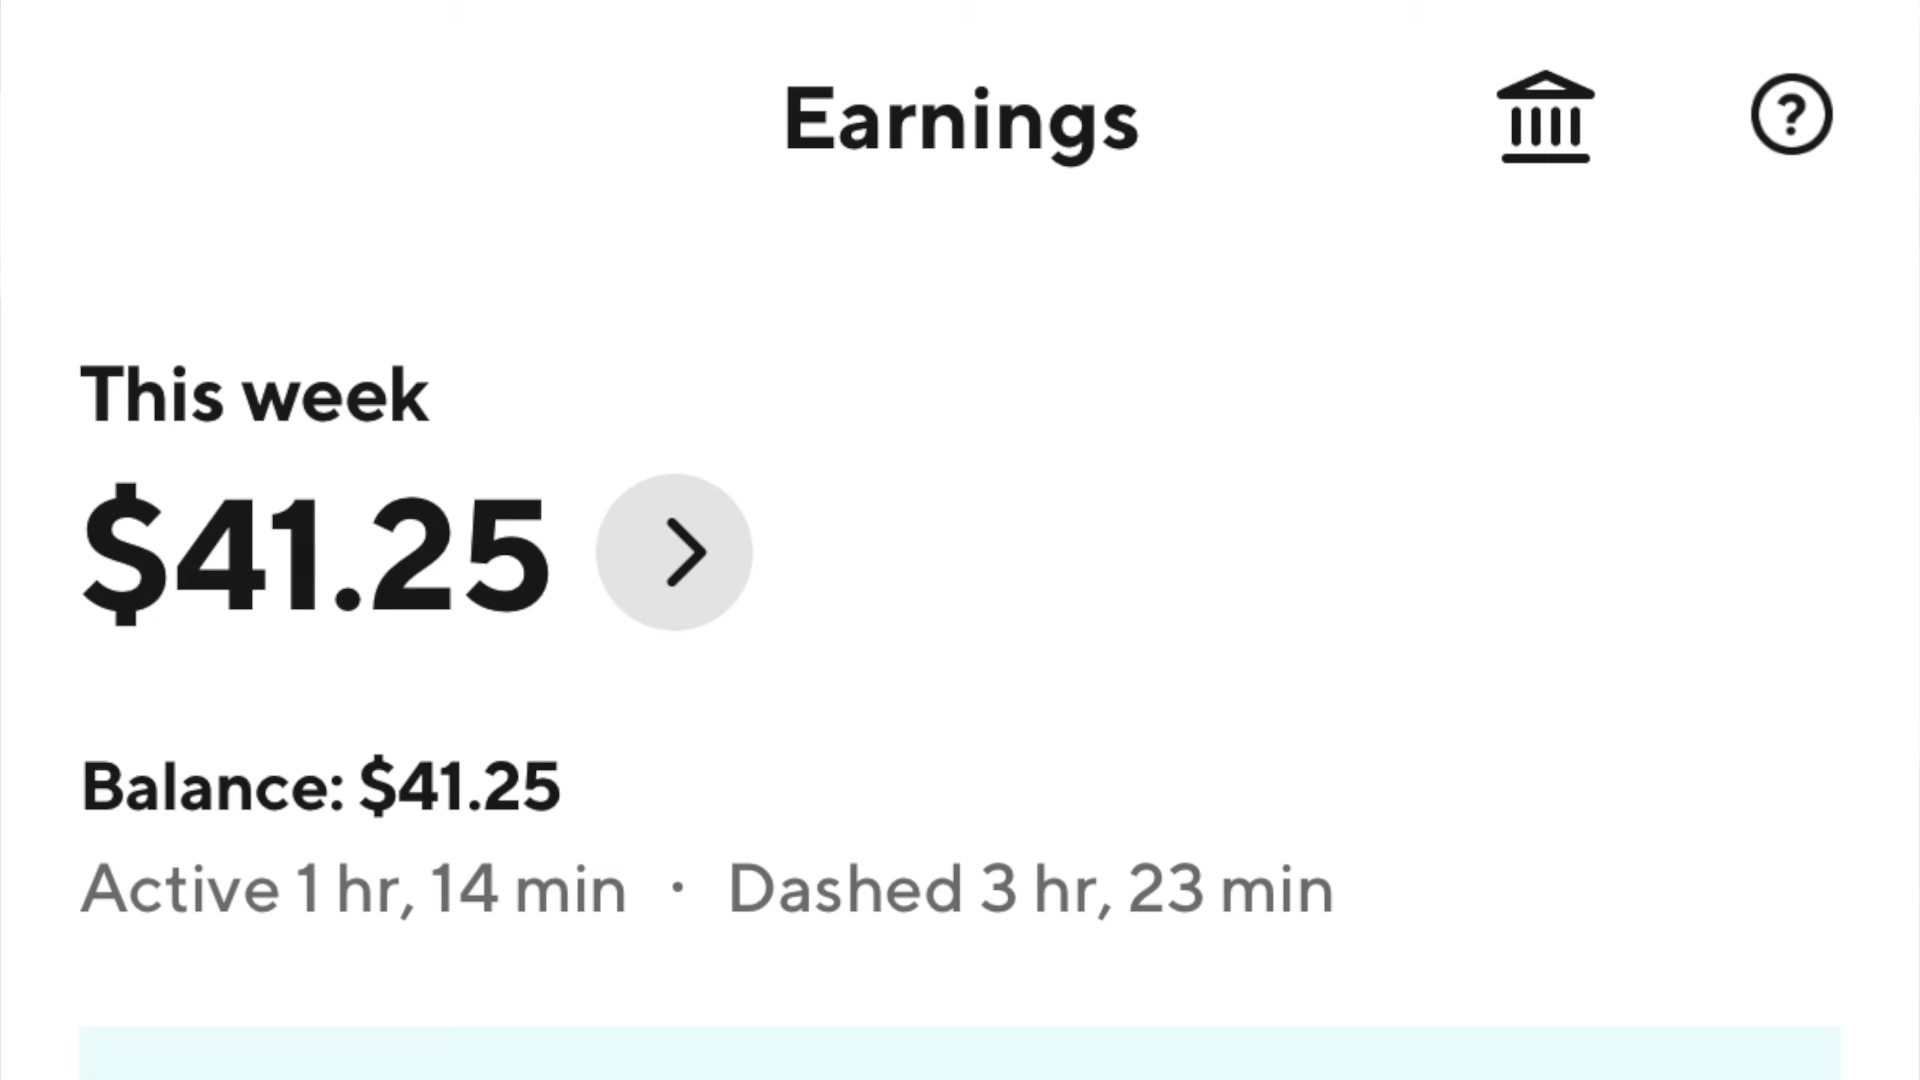 Earnings
This week
$41.25
Balance: $41.25
Active 1 hr, 14 min · Dashed 3 hr, 23 min